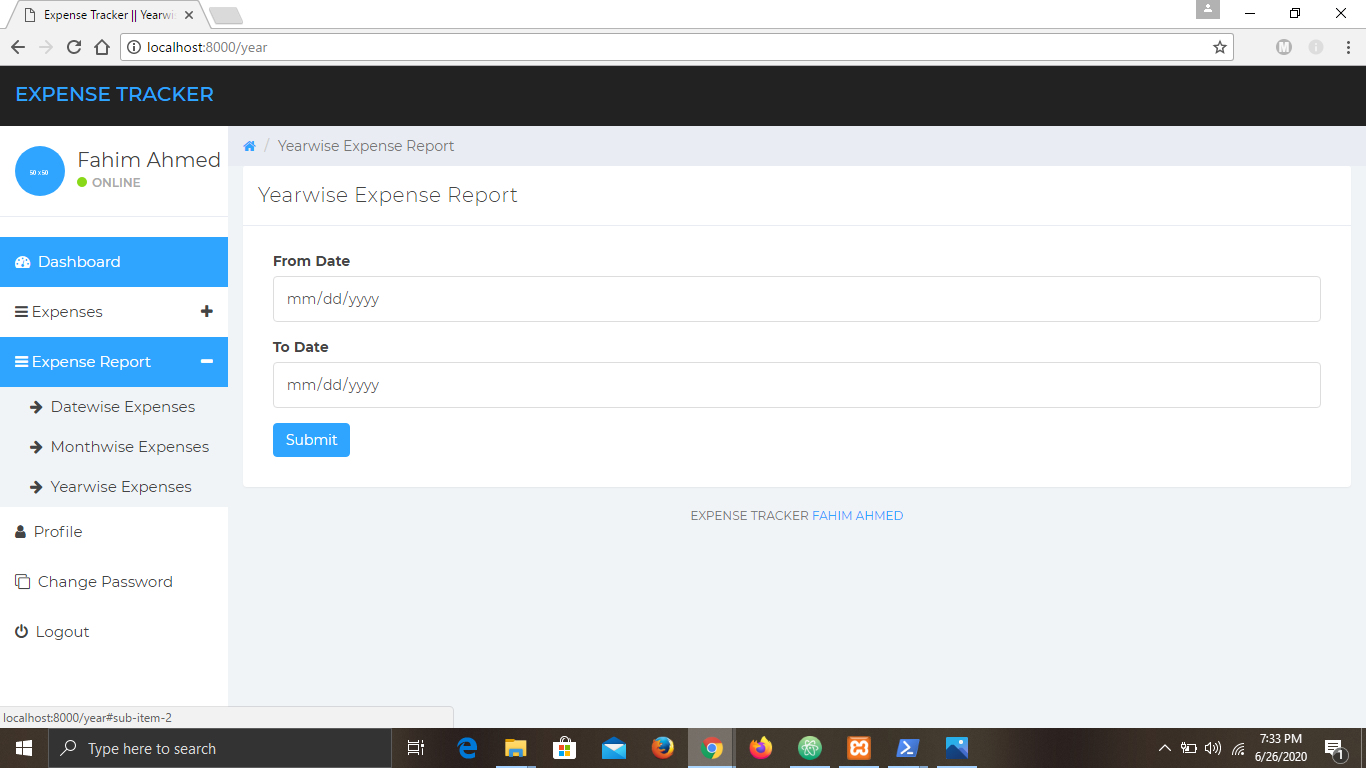 Expense Tracker || Yearwi
localhost:8000/year
EXPENSE TRACKER
50 x 50
Fahim Ahmed
ONLINE
Dashboard
Expenses
Expense Report
Datewise Expenses
Monthwise Expenses
Yearwise Expenses
Profile
Change Password
Logout
/ Yearwise Expense Report
Yearwise Expense Report
From Date
mm/dd/yyyy
To Date
mm/dd/yyyy
Submit
EXPENSE TRACKER FAHIM AHMED
localhost:8000/year#sub-item-2
Type here to search
7:33 PM
6/26/2020
1